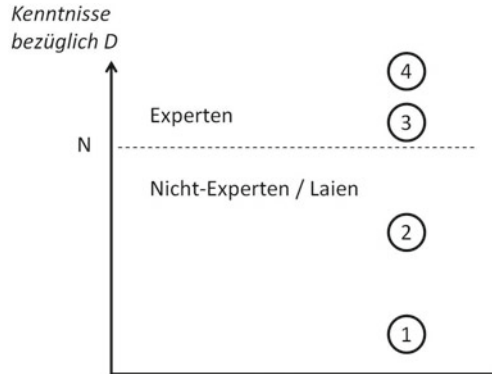 Kenntnisse
bezüglich D
4
Experten
3
N
Nicht-Experten / Laien
2
1